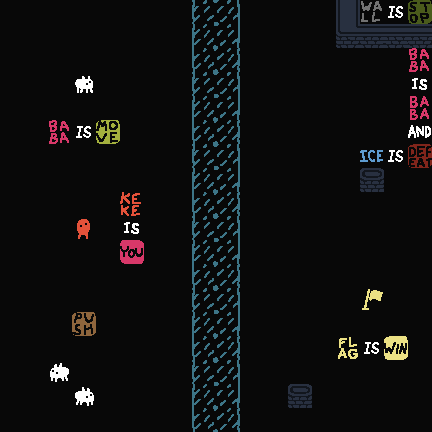 WALL IS STOP
BABA
IS
BABA
AND
BABA IS MOVE
ICE IS DEFEAT
KEKE
IS
YOU
PUSH
FLAG IS WIN